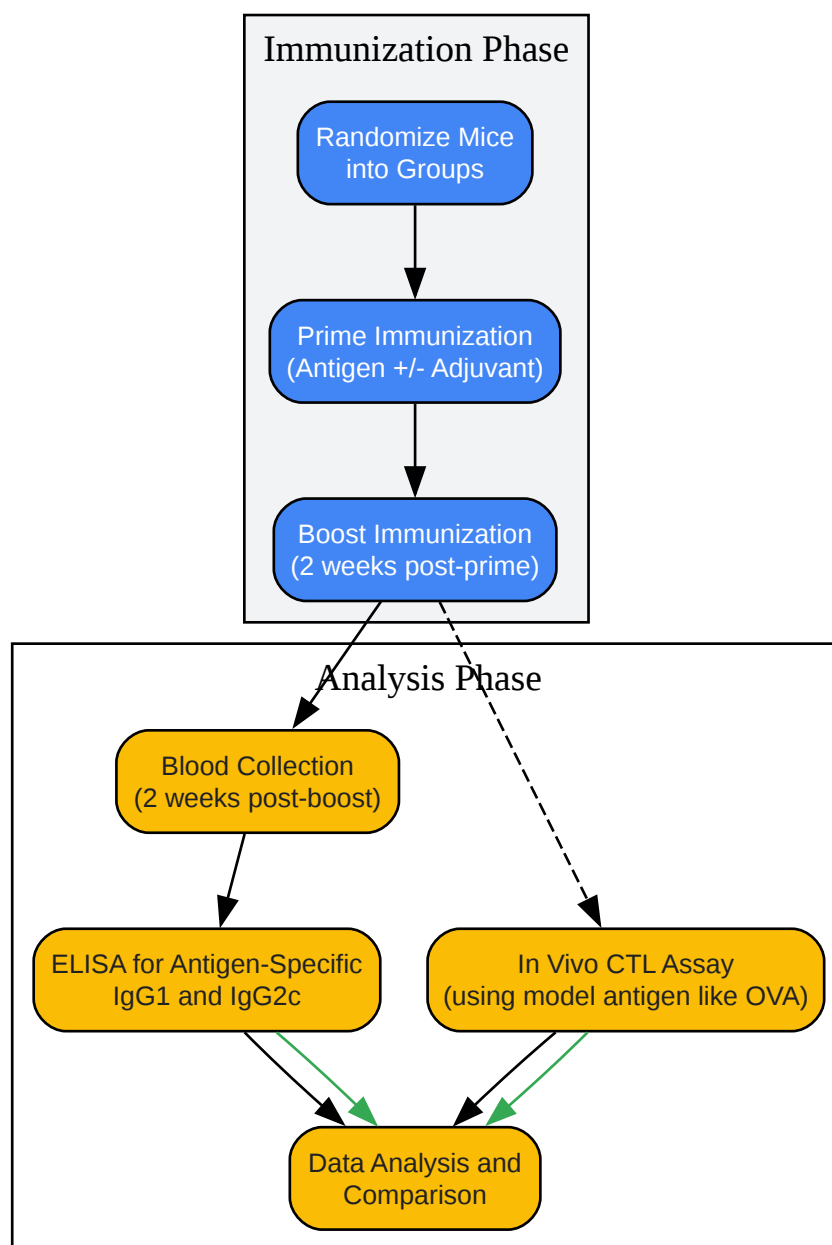 Immunization Phase
Randomize Mice
into Groups
Prime Immunization
(Antigen +/- Adjuvant)
Boost Immunization
(2 weeks post-prime)
Analysis Phase
Blood Collection
(2 weeks post-boost)
ELISA for Antigen-Specific
IgG1 and IgG2c
In Vivo CTL Assay
(using model antigen like OVA)
Data Analysis and
Comparison